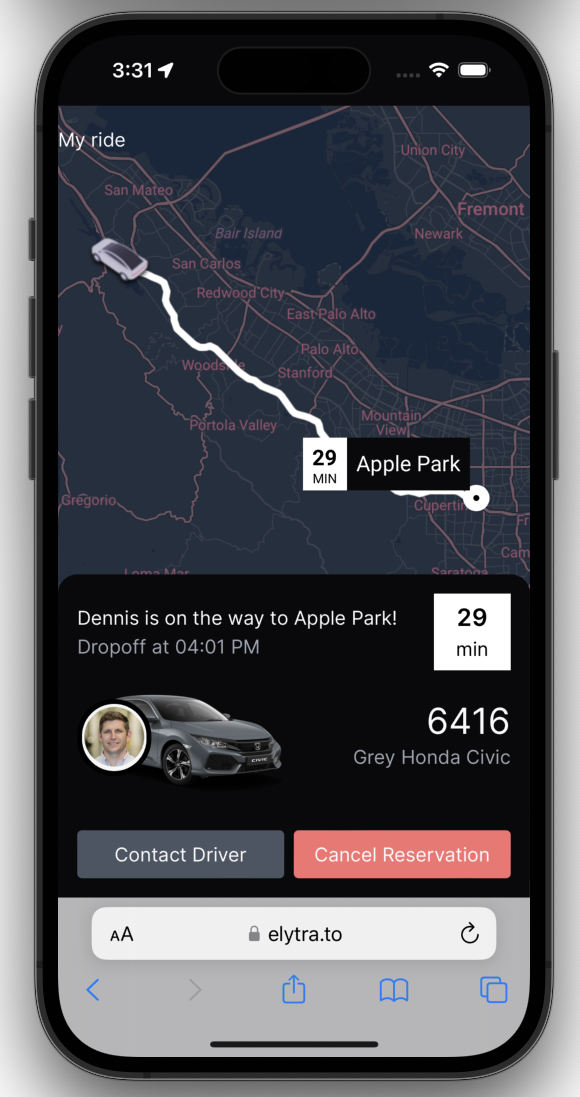 3:31
My ride
Union City
San Mateo
Fremont
Bair Island
Newark
San Carlos
Redwood City
East Palo Alto
Palo Alto
Woodside
Stanford
Mountain
View
Portola Valley
29
MIN
Apple Park
Gregorio
Cupertin
Fr
Cam
Loma Mar
Saratoga
Dennis is on the way to Apple Park!
Dropoff at 04:01 PM
29
min
CIVIC
6416
Grey Honda Civic
Contact Driver
Cancel Reservation
AA
elytra.to